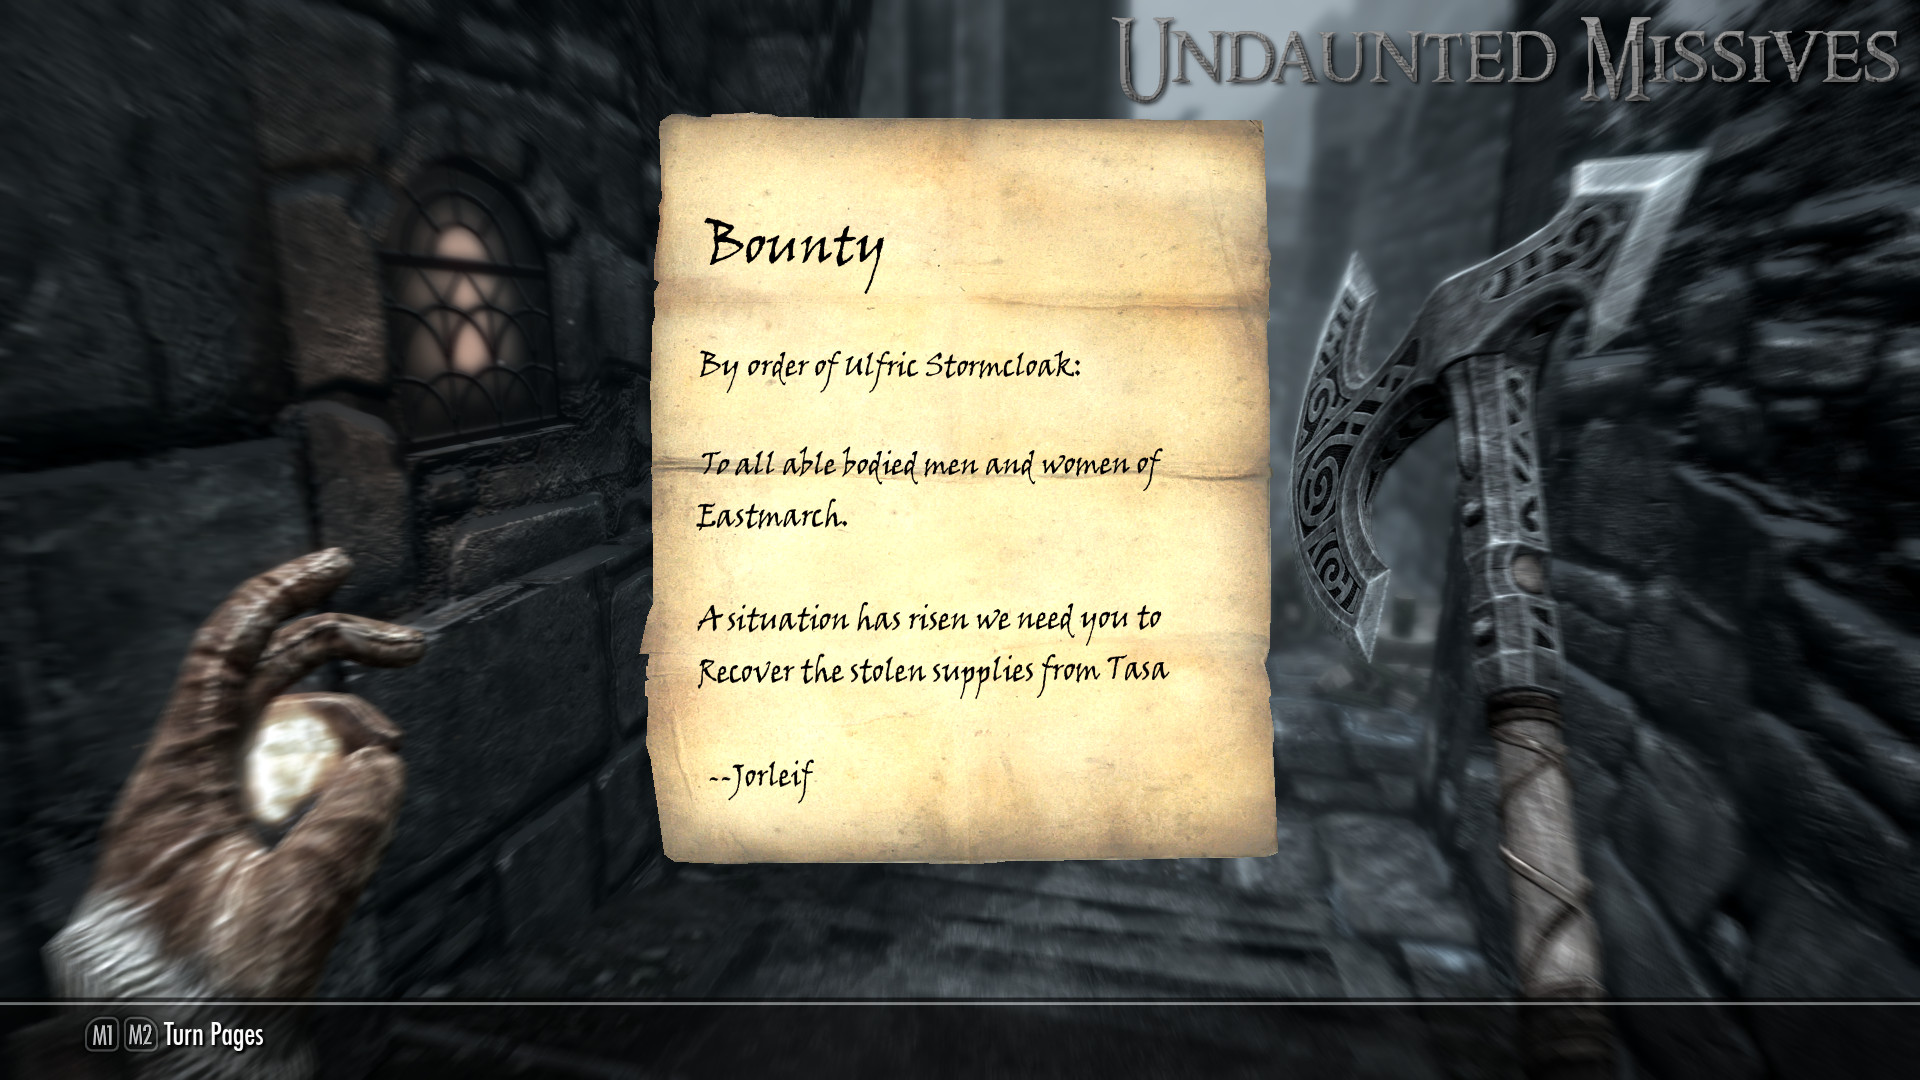 UNDAUNTED MISSIVES
Bounty
By order of Ulfric Stormcloak:
To all able bodied men and women of
Eastmarch.
A situation has risen we need you to
Recover the stolen supplies from Tasa
--Jorleif
M1 M2 Turn Pages